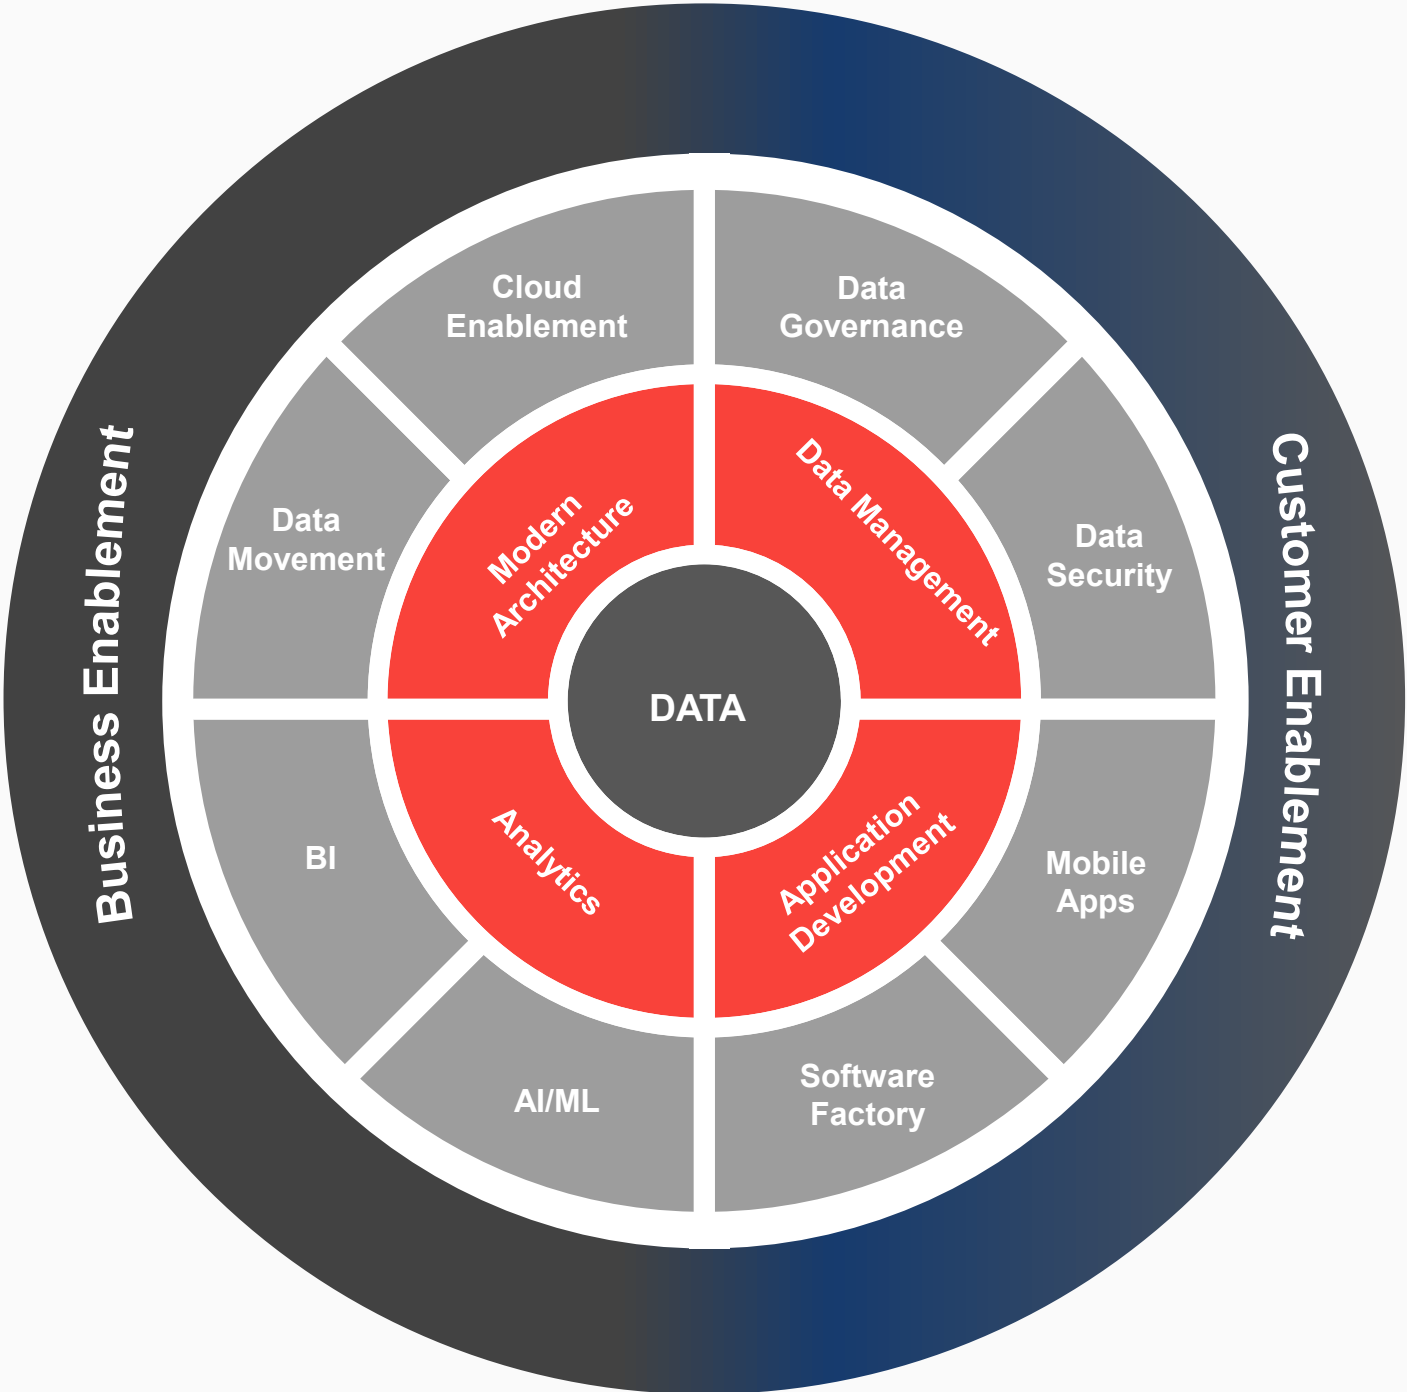 Cloud
Enablement
Data
Governance
Data
Movement
Data
Security
Modern
Architecture
Data Management
Business Enablement
Customer Enablement
DATA
Analytics
Application
Development
BI
Mobile
Apps
AI/ML
Software
Factory